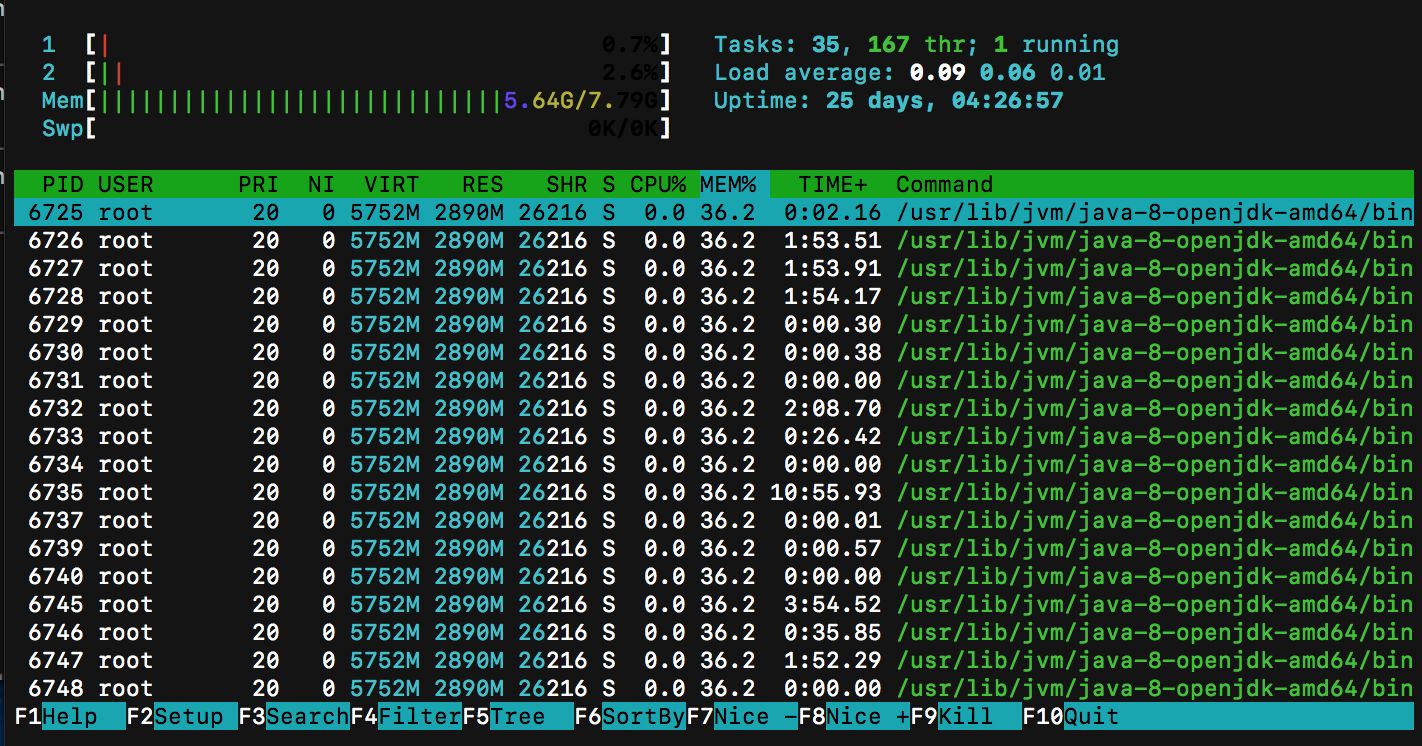 1 [| 0.7%] Tasks: 35, 167 thr; 1 running
2 [|| 2.6%] Load average: 0.09 0.06 0.01
Mem[|||||||||||||||||||||||||||||5.64G/7.79G] Uptime: 25 days, 04:26:57
Swp[ 0K/0K]
PID USER PRI NI VIRT RES SHR S CPU% MEM% TIME+ Command
6725 root 20 0 5752M 2890M 26216 S 0.0 36.2 0:02.16 /usr/lib/jvm/java-8-openjdk-amd64/bin
6726 root 20 0 5752M 2890M 26216 S 0.0 36.2 1:53.51 /usr/lib/jvm/java-8-openjdk-amd64/bin
6727 root 20 0 5752M 2890M 26216 S 0.0 36.2 1:53.91 /usr/lib/jvm/java-8-openjdk-amd64/bin
6728 root 20 0 5752M 2890M 26216 S 0.0 36.2 1:54.17 /usr/lib/jvm/java-8-openjdk-amd64/bin
6729 root 20 0 5752M 2890M 26216 S 0.0 36.2 0:00.30 /usr/lib/jvm/java-8-openjdk-amd64/bin
6730 root 20 0 5752M 2890M 26216 S 0.0 36.2 0:00.38 /usr/lib/jvm/java-8-openjdk-amd64/bin
6731 root 20 0 5752M 2890M 26216 S 0.0 36.2 0:00.00 /usr/lib/jvm/java-8-openjdk-amd64/bin
6732 root 20 0 5752M 2890M 26216 S 0.0 36.2 2:08.70 /usr/lib/jvm/java-8-openjdk-amd64/bin
6733 root 20 0 5752M 2890M 26216 S 0.0 36.2 0:26.42 /usr/lib/jvm/java-8-openjdk-amd64/bin
6734 root 20 0 5752M 2890M 26216 S 0.0 36.2 0:00.00 /usr/lib/jvm/java-8-openjdk-amd64/bin
6735 root 20 0 5752M 2890M 26216 S 0.0 36.2 10:55.93 /usr/lib/jvm/java-8-openjdk-amd64/bin
6737 root 20 0 5752M 2890M 26216 S 0.0 36.2 0:00.01 /usr/lib/jvm/java-8-openjdk-amd64/bin
6739 root 20 0 5752M 2890M 26216 S 0.0 36.2 0:00.57 /usr/lib/jvm/java-8-openjdk-amd64/bin
6740 root 20 0 5752M 2890M 26216 S 0.0 36.2 0:00.00 /usr/lib/jvm/java-8-openjdk-amd64/bin
6745 root 20 0 5752M 2890M 26216 S 0.0 36.2 3:54.52 /usr/lib/jvm/java-8-openjdk-amd64/bin
6746 root 20 0 5752M 2890M 26216 S 0.0 36.2 0:35.85 /usr/lib/jvm/java-8-openjdk-amd64/bin
6747 root 20 0 5752M 2890M 26216 S 0.0 36.2 1:52.29 /usr/lib/jvm/java-8-openjdk-amd64/bin
6748 root 20 0 5752M 2890M 26216 S 0.0 36.2 0:00.00 /usr/lib/jvm/java-8-openjdk-amd64/bin
F1Help F2Setup F3SearchF4FilterF5Tree F6SortByF7Nice -F8Nice +F9Kill F10Quit